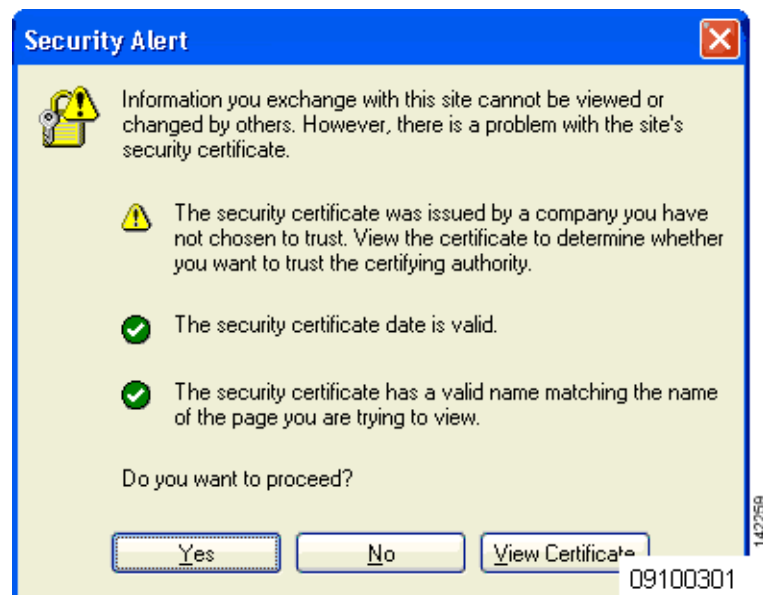 Security Alert
Information you exchange with this site cannot be viewed or
changed by others. However, there is a problem with the site's
security certificate.
The security certificate was issued by a company you have
not chosen to trust. View the certificate to determine whether
you want to trust the certifying authority.
The security certificate date is valid.
The security certificate has a valid name matching the name
of the page you are trying to view.
Do you want to proceed?
Yes
No
View Certificate
142259
09100301